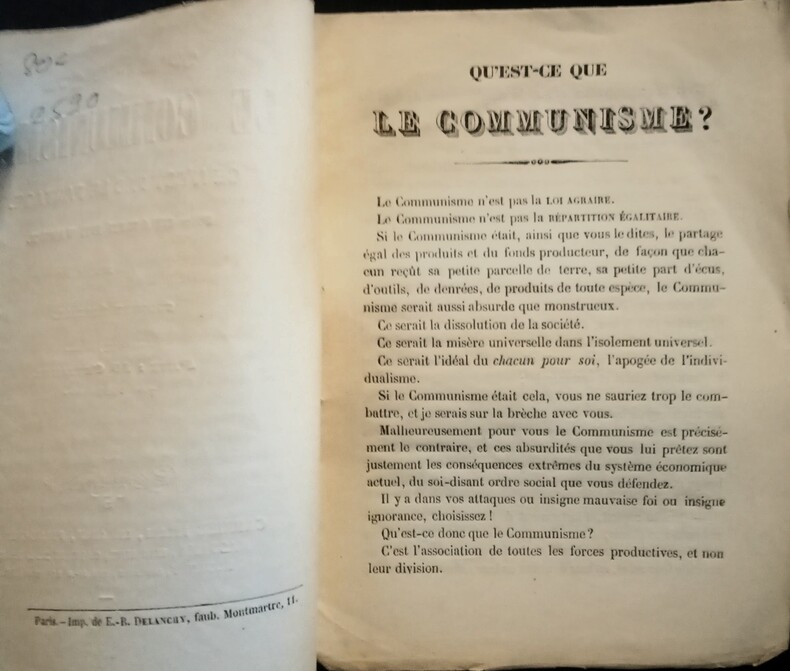 2590
Paris.—Imp. de E.-B. DELANCHY, faub. Montmartre, 11.
QU'EST-CE QUE
LE COMMUNISME?
Le Communisme n'est pas la LOI AGRAIRE.
Le Communisme n'est pas la RÉPARTITION ÉGALITAIRE.
Si le Communisme était, ainsi que vous le dites, le partage
égal des produits et du fonds producteur, de façon que cha-
cun reçût sa petite parcelle de terre, sa petite part d'écus,
d'outils, de denrées, de produits de toute espèce, le Commu-
nisme serait aussi absurde que monstrueux.
Ce serait la dissolution de la société.
Ce serait la misère universelle dans l'isolement universel.
Ce serait l'idéal du chacun pour soi, l'apogée de l'indivi-
dualisme.
Si le Communisme était cela, vous ne sauriez trop le com-
battre, et je serais sur la brèche avec vous.
Malheureusement pour vous le Communisme est précisé-
ment le contraire, et ces absurdités que vous lui prêtez sont
justement les conséquences extrêmes du système économique
actuel, du soi-disant ordre social que vous défendez.
Il y a dans vos attaques ou insigne mauvaise foi ou insigne
ignorance, choisissez!
Qu'est-ce donc que le Communisme?
C'est l'association de toutes les forces productives, et non
leur division.